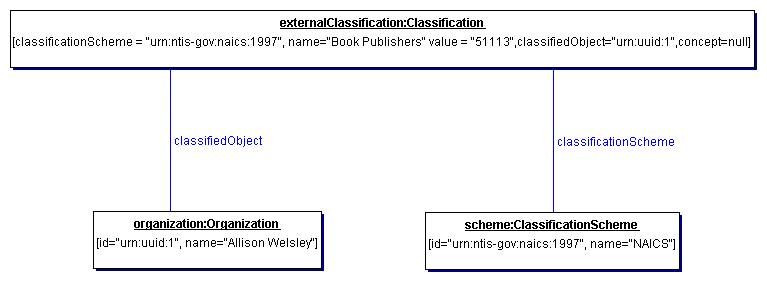 externalClassification:Classification
[classificationScheme = "urn:ntis-gov:naics:1997", name="Book Publishers" value = "51113",classifiedObject="urn:uuid:1",concept=null]
classifiedObject
classificationScheme
organization:Organization
[id="urn:uuid:1", name="Allison Welsley"]
scheme:ClassificationScheme
[id="urn:ntis-gov:naics:1997", name="NAICS"]